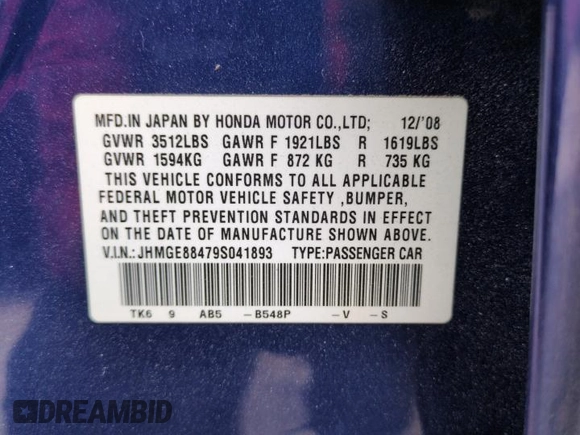 MFD.IN JAPAN BY HONDA MOTOR CO.,LTD; 12/'08
GVWR 3512LBS GAWR F 1921LBS R 1619LBS
GVWR 1594KG GAWR F 872 KG R 735 KG
THIS VEHICLE CONFORMS TO ALL APPLICABLE
FEDERAL MOTOR VEHICLE SAFETY ,BUMPER,
AND THEFT PREVENTION STANDARDS IN EFFECT
ON THE DATE OF MANUFACTURE SHOWN ABOVE.
V.I.N.:JHMGE88479S041893 TYPE:PASSENGER CAR
TK6 9 AB5 -B548P -V -S
DREAMBID